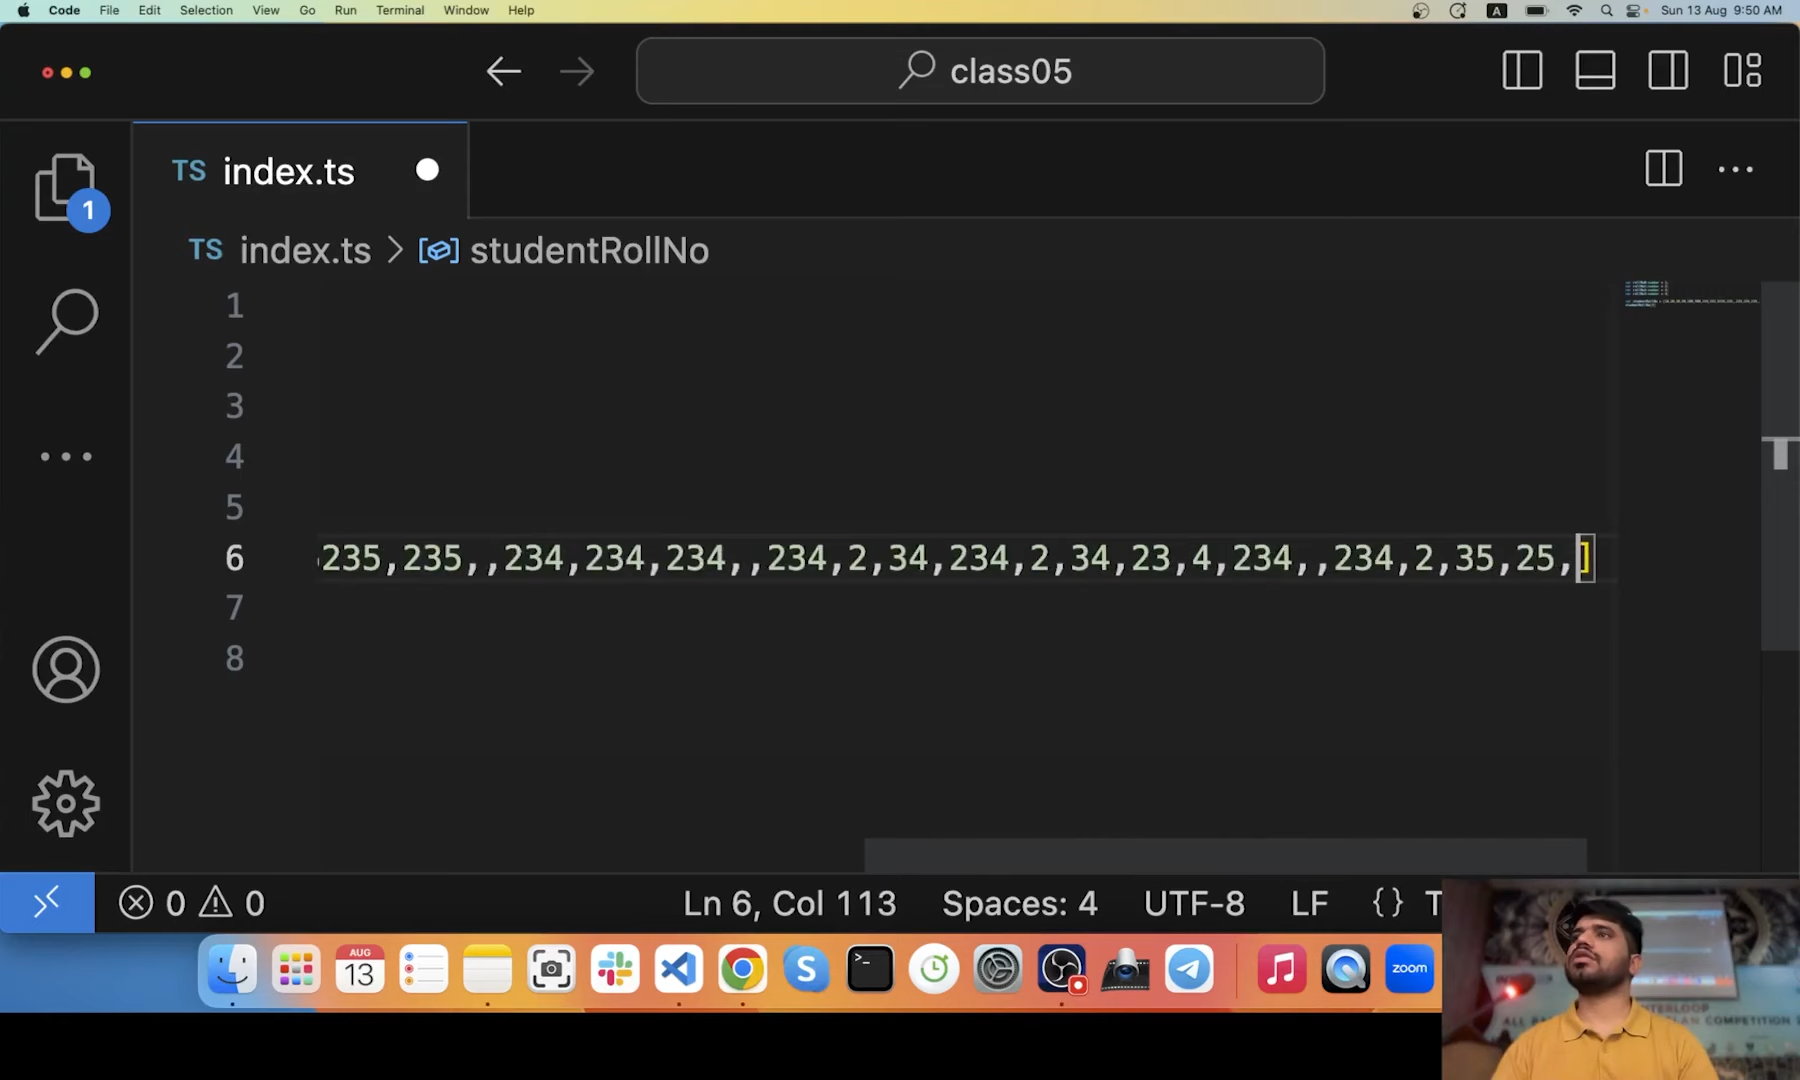 Code File Edit Selection View Go Run Terminal Window Help A Sun 13 Aug 9:50 AM
class05
TS index.ts
1
TS index.ts > studentRollNo
1
2
3
4
5
6 235,235,,234,234,234,,234,2,34,234,2,34,23,4,234,,234,2,35,25,]
7
8
0 0 Ln 6, Col 113 Spaces: 4 UTF-8 LF {} T
AUG
13
S
zoom